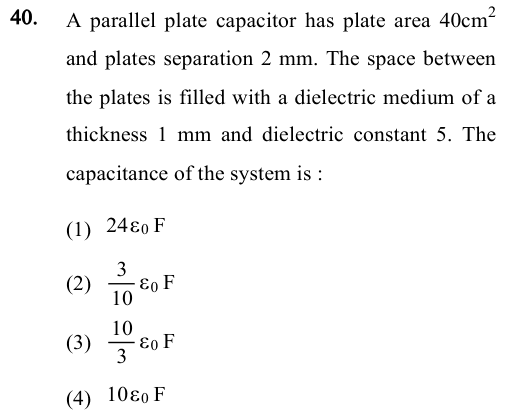 40. A parallel plate capacitor has plate area 40cm²
and plates separation 2 mm. The space between
the plates is filled with a dielectric medium of a
thickness 1 mm and dielectric constant 5. The
capacitance of the system is :
(1) 24ε₀ F
(2) 3/10 ε₀ F
(3) 10/3 ε₀ F
(4) 10ε₀ F